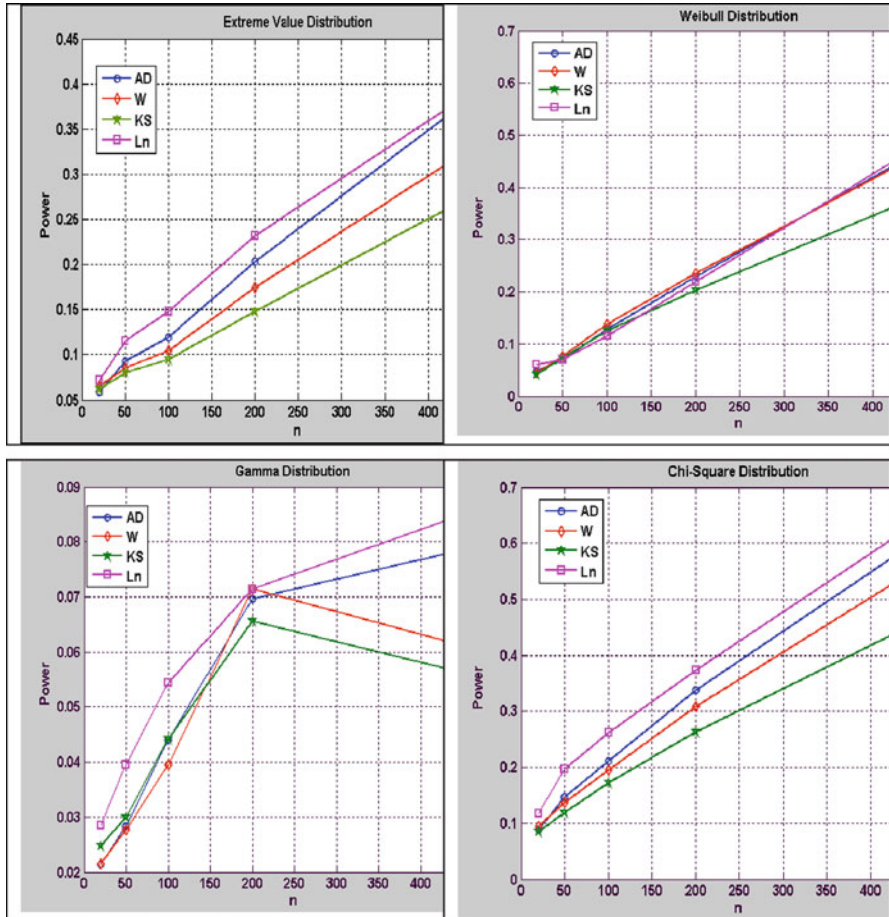 Extreme Value Distribution
0.45
0.4
0.35
0.3
0.25
0.2
0.15
0.1
0.05
Power
AD
W
KS
Ln
0 50 100 150 200 250 300 350 400
n
Weibull Distribution
0.7
0.6
0.5
0.4
0.3
0.2
0.1
0
Power
AD
W
KS
Ln
0 50 100 150 200 250 300 350 400
n
Gamma Distribution
0.09
0.08
0.07
0.06
0.05
0.04
0.03
0.02
Power
AD
W
KS
Ln
0 50 100 150 200 250 300 350 400
n
Chi-Square Distribution
0.7
0.6
0.5
0.4
0.3
0.2
0.1
0
Power
AD
W
KS
Ln
0 50 100 150 200 250 300 350 400
n